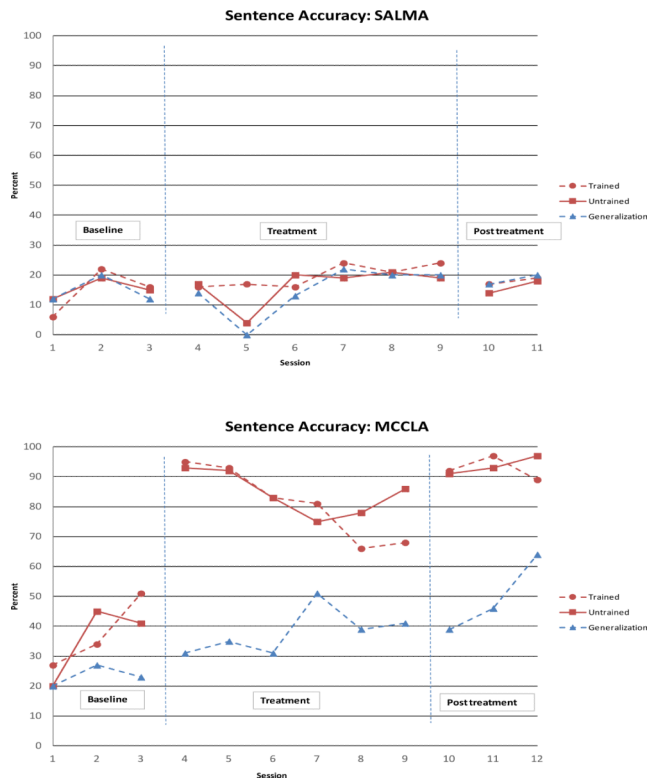 Sentence Accuracy: SALMA
100
90
80
70
60
50
40
30
20
10
0
Percent
Baseline
Treatment
Post treatment
Trained
Untrained
Generalization
1 2 3 4 5 6 7 8 9 10 11
Session
Sentence Accuracy: MCCLA
100
90
80
70
60
50
40
30
20
10
0
Percent
Trained
Untrained
Generalization
Baseline
Treatment
Post treatment
1 2 3 4 5 6 7 8 9 10 11 12
Session